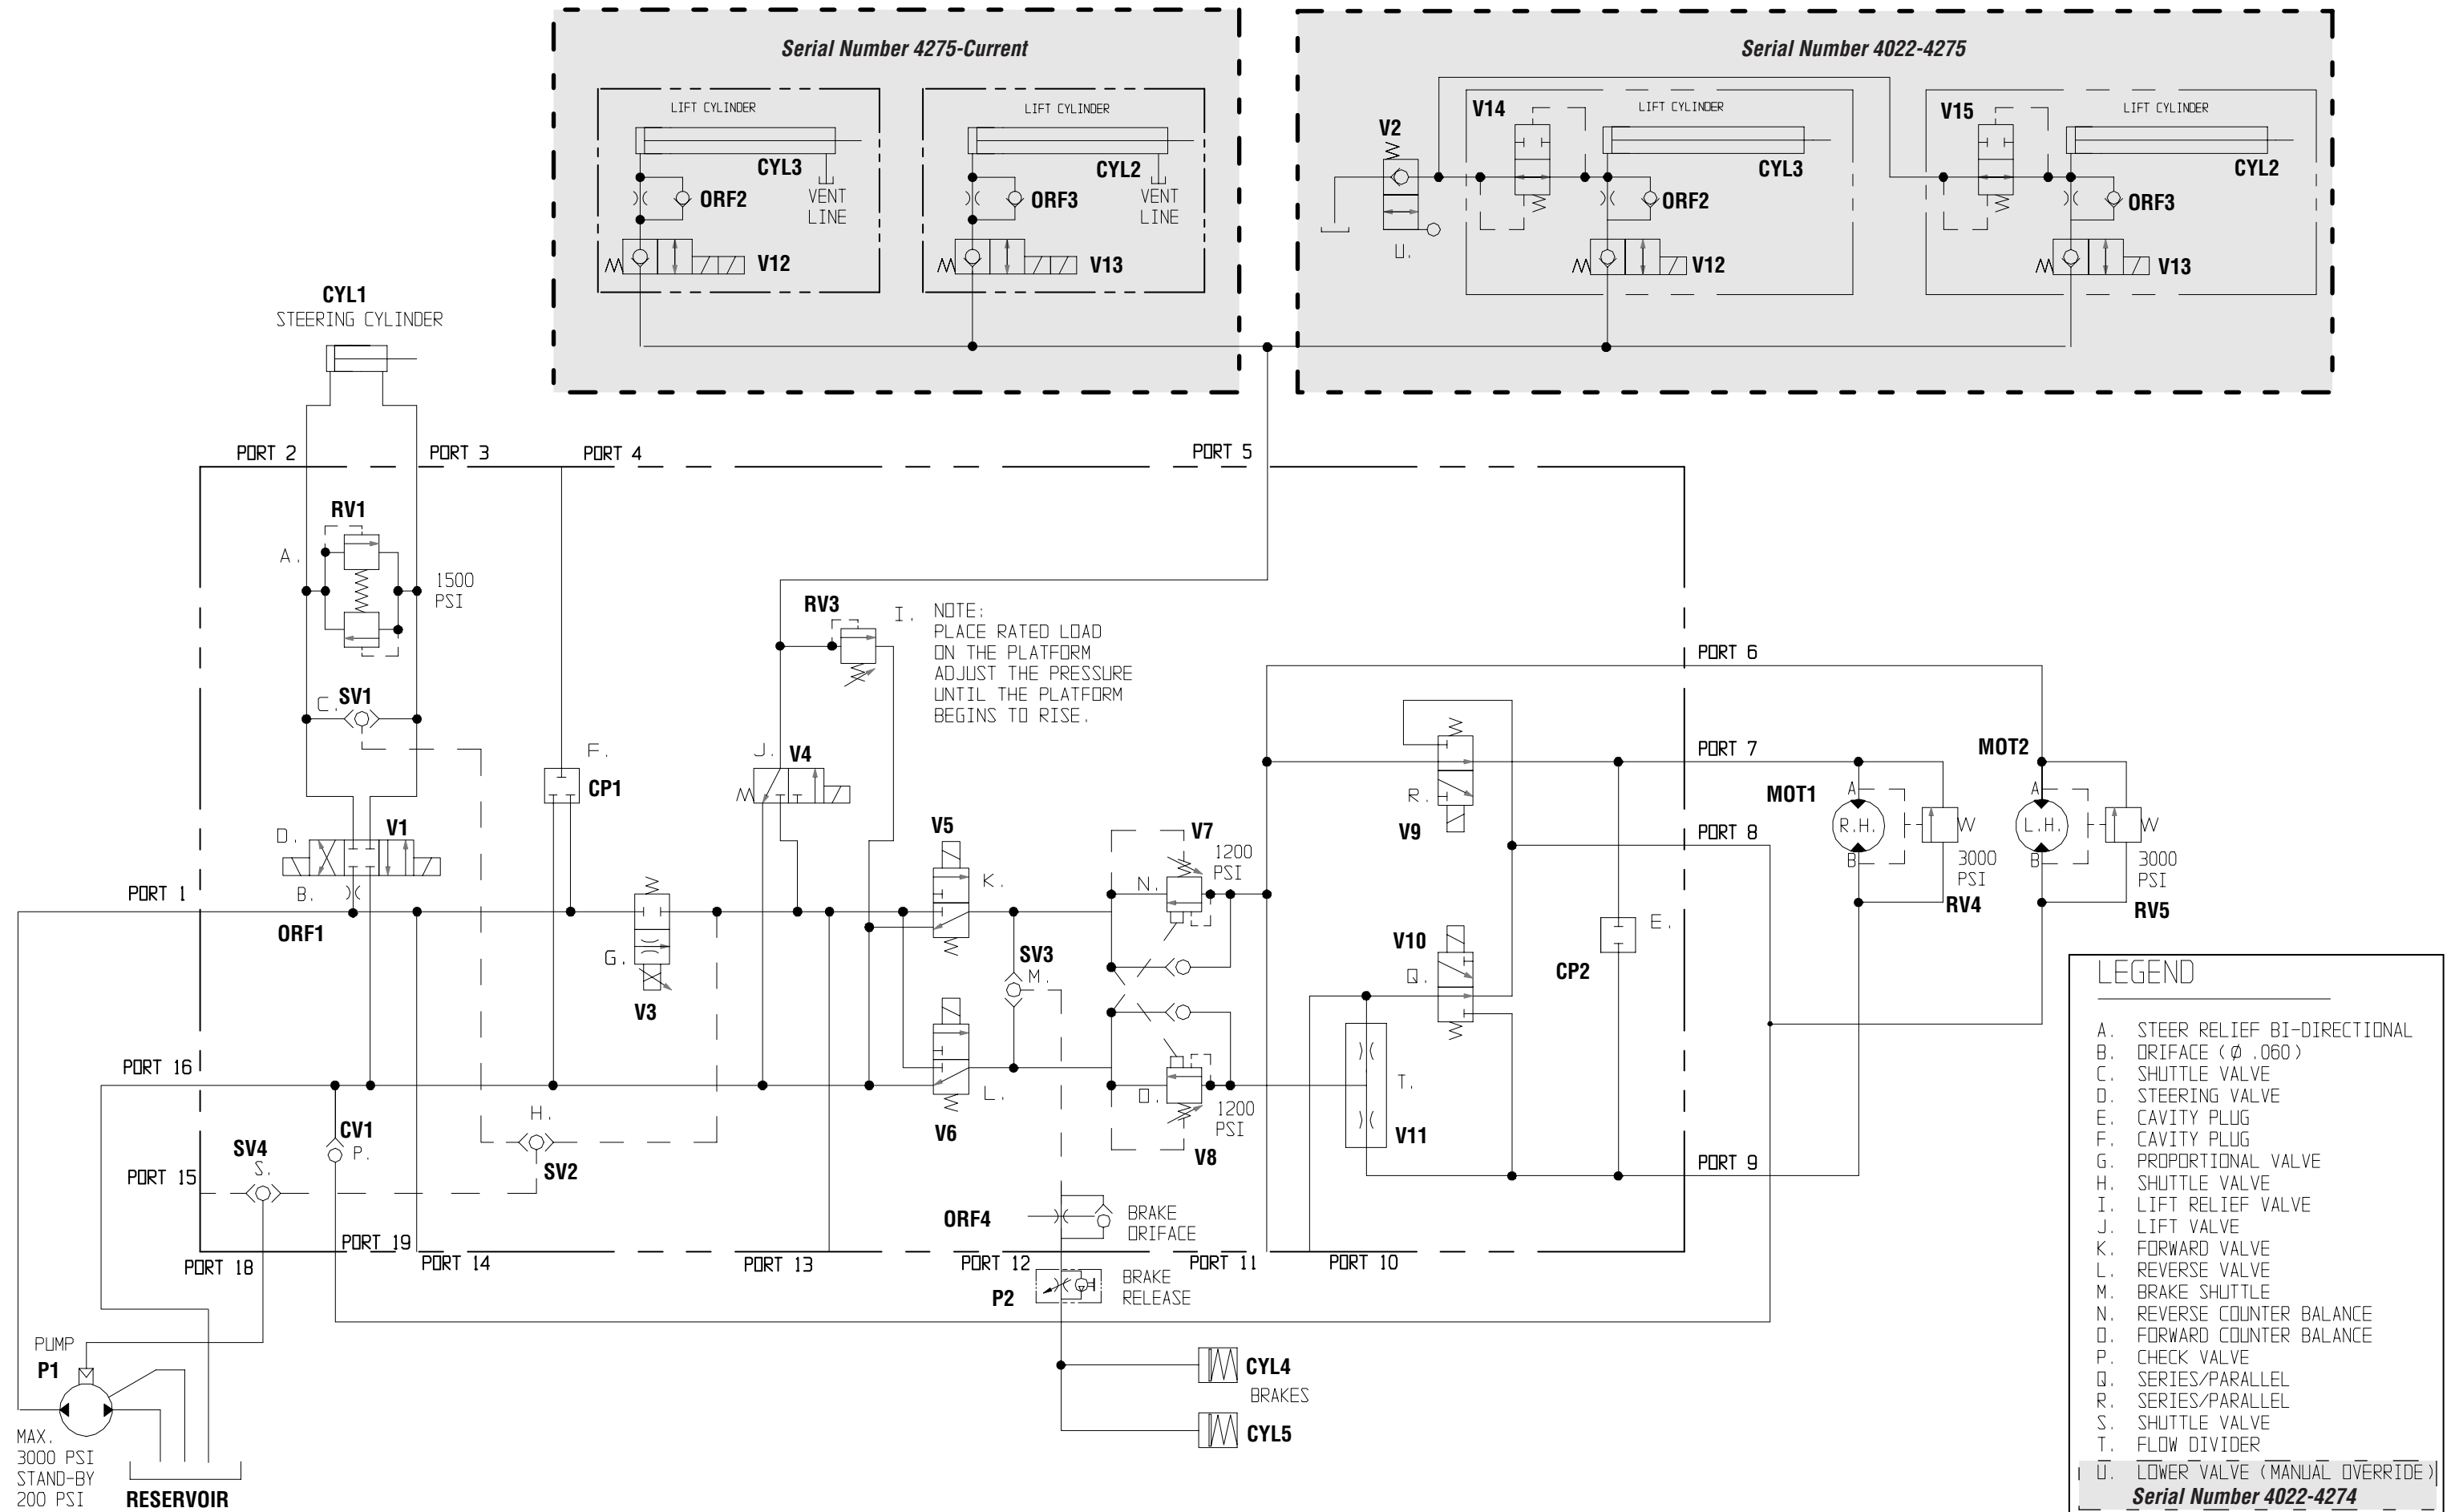 Serial Number 4275-Current
LIFT CYLINDER
CYL3
ORF2
VENT
LINE
V12
LIFT CYLINDER
CYL2
ORF3
VENT
LINE
V13
Serial Number 4022-4275
V2
U.
V14
LIFT CYLINDER
CYL3
ORF2
V12
V15
LIFT CYLINDER
CYL2
ORF3
V13
CYL1
STEERING CYLINDER
PORT 2
PORT 3
PORT 4
PORT 5
RV1
A.
1500
PSI
SV1
C.
D.
V1
B.
PORT 1
ORF1
F.
CP1
G.
V3
RV3
I.
NOTE:
PLACE RATED LOAD
ON THE PLATFORM
ADJUST THE PRESSURE
UNTIL THE PLATFORM
BEGINS TO RISE.
J.
V4
V5
K.
SV3
M.
V6
L.
V7
1200
PSI
N.
O.
1200
PSI
V8
R.
V9
V10
Q.
T.
V11
E.
CP2
PORT 6
PORT 7
PORT 8
PORT 9
MOT1
A
R.H.
B
3000
PSI
RV4
MOT2
A
L.H.
B
3000
PSI
RV5
PORT 16
PORT 15
SV4
S.
CV1
P.
H.
SV2
PORT 18
PORT 19
PORT 14
PORT 13
PORT 12
PORT 11
PORT 10
ORF4
BRAKE
ORIFACE
P2
BRAKE
RELEASE
CYL4
BRAKES
CYL5
PUMP
P1
MAX.
3000 PSI
STAND-BY
200 PSI
RESERVOIR
LEGEND
A. STEER RELIEF BI-DIRECTIONAL
B. ORIFACE (Ø .060)
C. SHUTTLE VALVE
D. STEERING VALVE
E. CAVITY PLUG
F. CAVITY PLUG
G. PROPORTIONAL VALVE
H. SHUTTLE VALVE
I. LIFT RELIEF VALVE
J. LIFT VALVE
K. FORWARD VALVE
L. REVERSE VALVE
M. BRAKE SHUTTLE
N. REVERSE COUNTER BALANCE
O. FORWARD COUNTER BALANCE
P. CHECK VALVE
Q. SERIES/PARALLEL
R. SERIES/PARALLEL
S. SHUTTLE VALVE
T. FLOW DIVIDER
U. LOWER VALVE (MANUAL OVERRIDE)
Serial Number 4022-4274